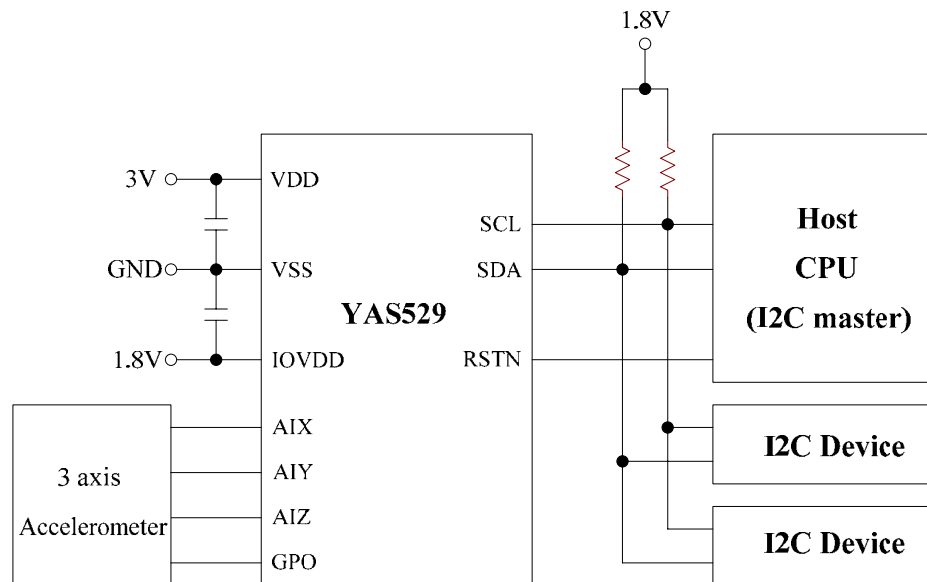 1.8V
3V
VDD
GND
VSS
1.8V
IOVDD
AIX
AIY
AIZ
GPO
3 axis
Accelerometer
YAS529
SCL
SDA
RSTN
Host
CPU
(I2C master)
I2C Device
I2C Device